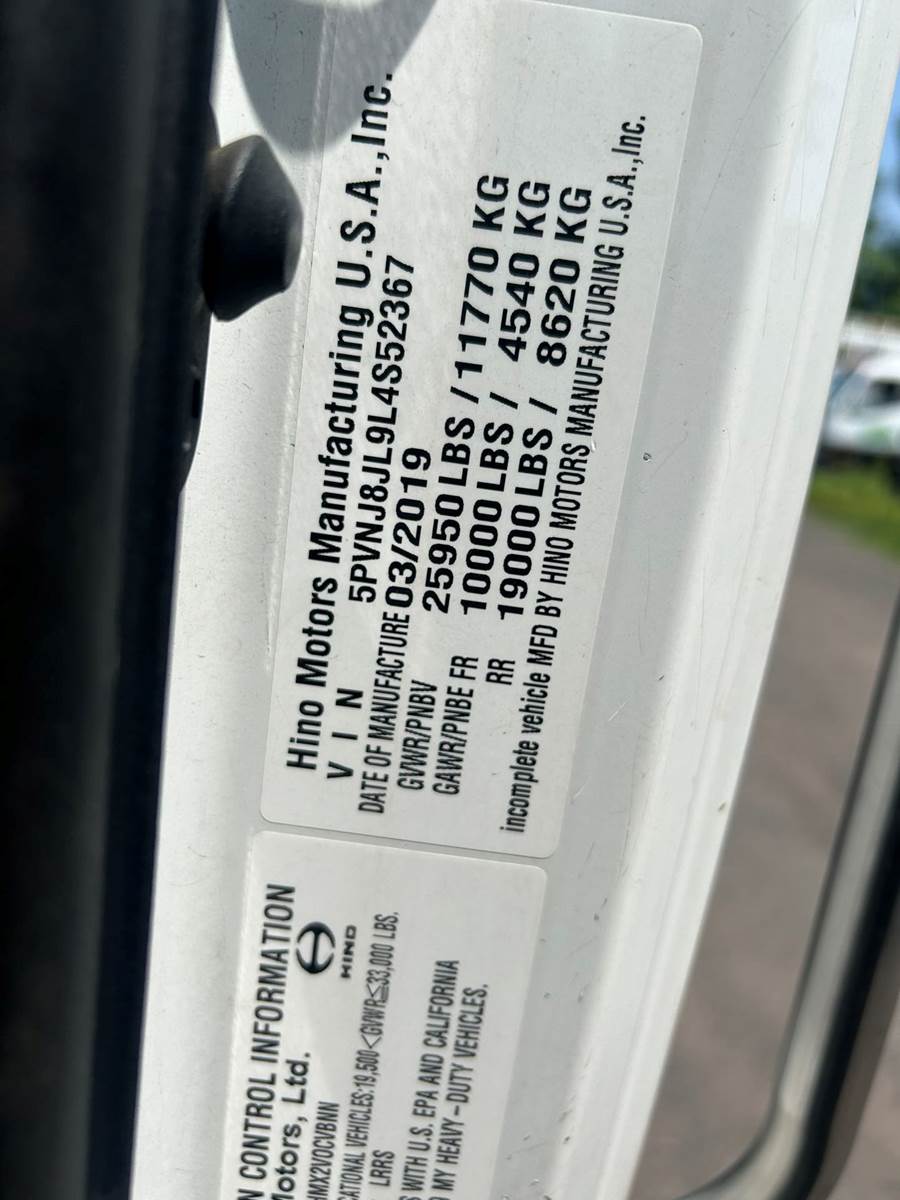 Hino Motors Manufacturing U.S.A.,Inc.
VIN 5PVNJ8JL9L4S52367
DATE OF MANUFACTURE 03/2019
GVWR/PNBV 25950 LBS / 11770 KG
GAWR/PNBE FR 10000 LBS / 4540 KG
RR 19000 LBS / 8620 KG
incomplete vehicle MFD BY HINO MOTORS MANUFACTURING U.S.A.,Inc.
N CONTROL INFORMATION
Motors, Ltd.
HINO
HMX2VOCVBNN
CATIONAL VEHICLES:19,500<GVWR≤33,000 LBS.
LRRS
S WITH U.S. EPA AND CALIFORNIA
MY HEAVY-DUTY VEHICLES.